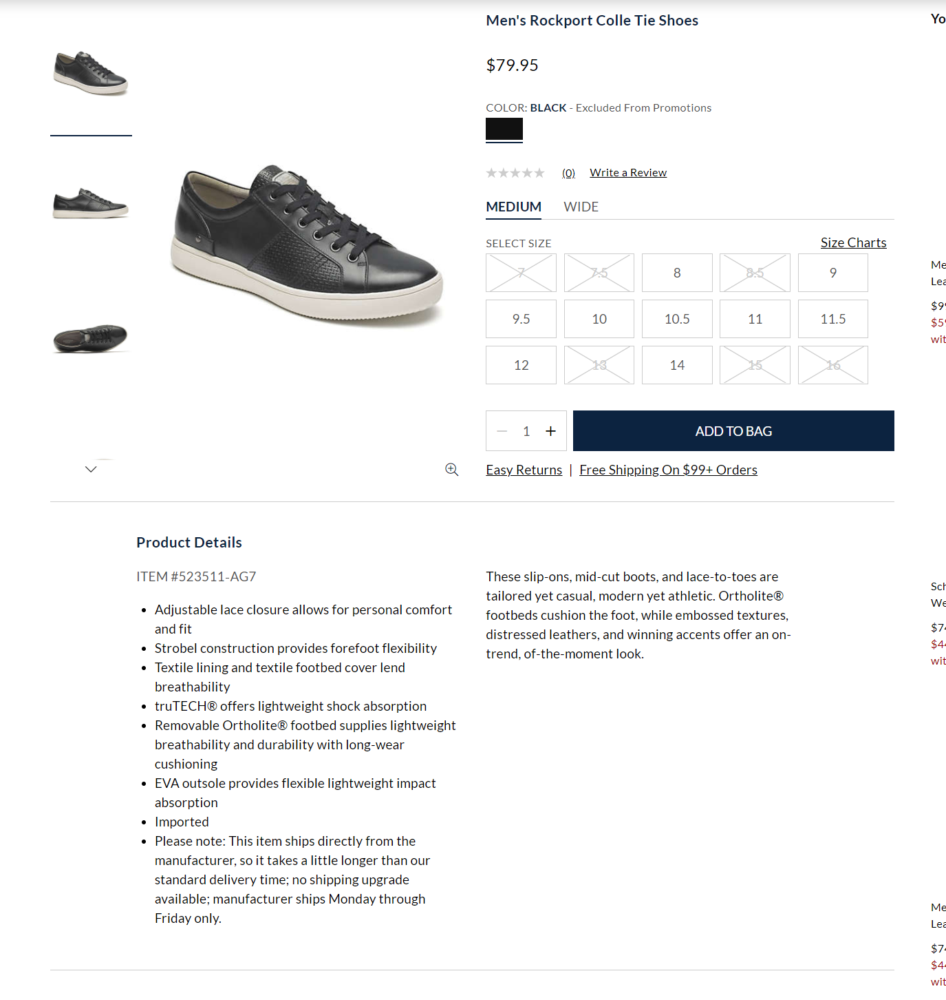 Men's Rockport Colle Tie Shoes
$79.95
COLOR: BLACK - Excluded From Promotions
(0) Write a Review
MEDIUM WIDE
SELECT SIZE Size Charts
7 7.5 8 8.5 9
9.5 10 10.5 11 11.5
12 13 14 15 16
1 ADD TO BAG
Easy Returns | Free Shipping On $99+ Orders
Product Details
ITEM #523511-AG7
Adjustable lace closure allows for personal comfort
and fit
Strobel construction provides forefoot flexibility
Textile lining and textile footbed cover lend
breathability
truTECH® offers lightweight shock absorption
Removable Ortholite® footbed supplies lightweight
breathability and durability with long-wear
cushioning
EVA outsole provides flexible lightweight impact
absorption
Imported
Please note: This item ships directly from the
manufacturer, so it takes a little longer than our
standard delivery time; no shipping upgrade
available; manufacturer ships Monday through
Friday only.
These slip-ons, mid-cut boots, and lace-to-toes are
tailored yet casual, modern yet athletic. Ortholite®
footbeds cushion the foot, while embossed textures,
distressed leathers, and winning accents offer an on-
trend, of-the-moment look.